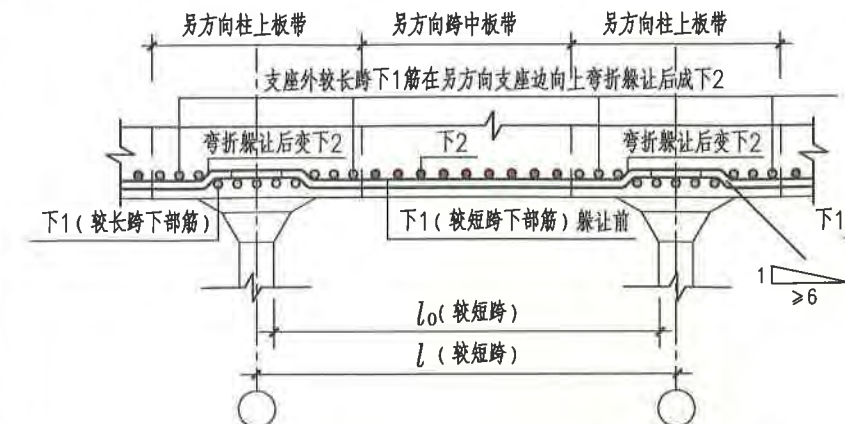 另方向柱上板带 另方向跨中板带 另方向柱上板带
支座外较长跨下1筋在另方向支座边向上弯折躲让后成下2
弯折躲让后变下2 下2 弯折躲让后变下2
下1(较长跨下部筋) 下1(较短跨下部筋)躲让前 下1
1
≥6
l₀(较短跨)
l(较短跨)